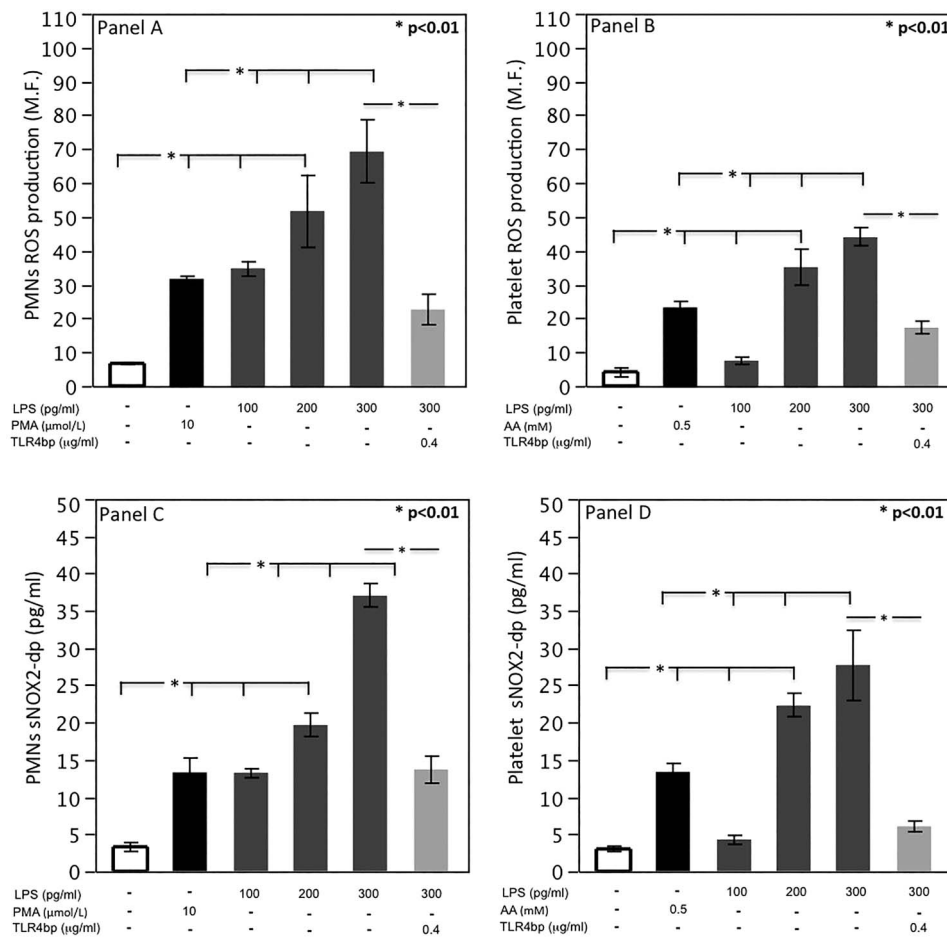 Panel A
* p<0.01
PMNs ROS production (M.F.)
110
100
90
80
70
60
50
40
30
20
10
0
*
*
*
LPS (pg/ml) - - 100 200 300 300
PMA (μmol/L) - 10 - - - -
TLR4bp (μg/ml) - - - - - 0.4
Panel B
* p<0.01
Platelet ROS production (M.F.)
110
100
90
80
70
60
50
40
30
20
10
0
*
*
*
LPS (pg/ml) - - 100 200 300 300
AA (mM) - 0.5 - - - -
TLR4bp (μg/ml) - - - - - 0.4
Panel C
* p<0.01
PMNs sNOX2-dp (pg/ml)
50
45
40
35
30
25
20
15
10
5
0
*
*
*
LPS (pg/ml) - - 100 200 300 300
PMA (μmol/L) - 10 - - - -
TLR4bp (μg/ml) - - - - - 0.4
Panel D
* p<0.01
Platelet sNOX2-dp (pg/ml)
50
45
40
35
30
25
20
15
10
5
0
*
*
*
LPS (pg/ml) - - 100 200 300 300
AA (mM) - 0.5 - - - -
TLR4bp (μg/ml) - - - - - 0.4